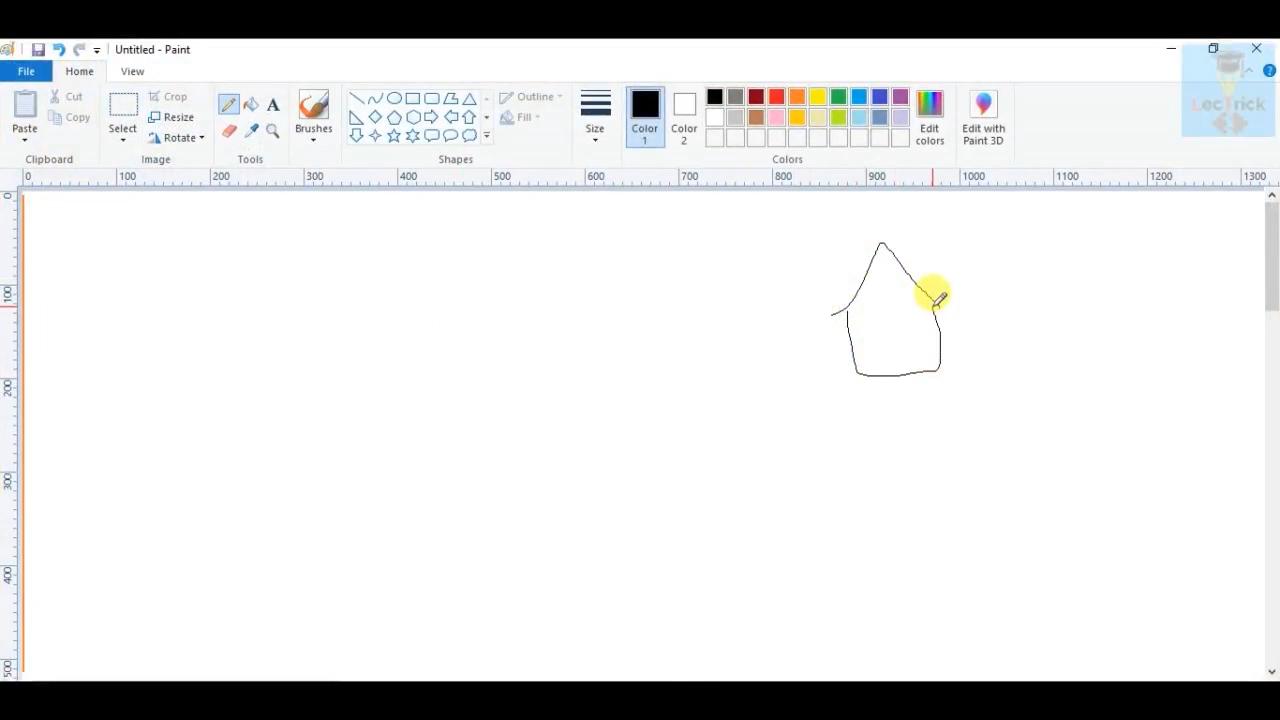 Untitled - Paint
File Home View
Paste
Cut
Copy
Clipboard
Select
Crop
Resize
Rotate
Image
A
Tools
Brushes
Shapes
Outline
Fill
Size
Color 1
Color 2
Colors
Edit colors
Edit with Paint 3D
LecTrick
0 100 200 300 400 500 600 700 800 900 1000 1100 1200 1300
0
100
200
300
400
500